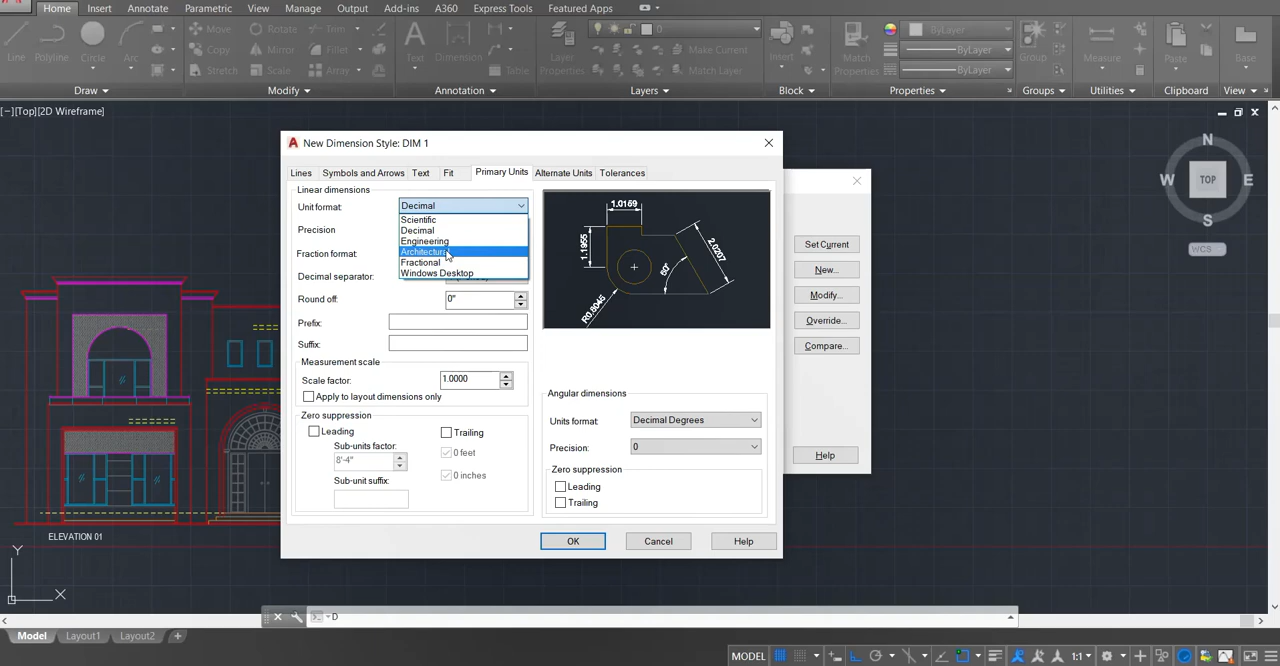 Home Insert Annotate Parametric View Manage Output Add-ins A360 Express Tools Featured Apps
Move Rotate Trim 0 ByLayer
Copy Mirror Fillet Make Current ByLayer
Line Polyline Circle Arc Stretch Scale Array Text Dimension Table Layer Properties Match Layer Insert Match Properties ByLayer Group Measure Paste Base
Draw Modify Annotation Layers Block Properties Groups Utilities Clipboard View
[−][Top][2D Wireframe]
New Dimension Style: DIM 1
Lines Symbols and Arrows Text Fit Primary Units Alternate Units Tolerances
Linear dimensions
Unit format: Decimal
Scientific
Decimal
Engineering
Architectural
Fractional
Windows Desktop
Precision
Fraction format:
Decimal separator:
Round off: 0"
Prefix:
Suffix:
Measurement scale
Scale factor: 1.0000
Apply to layout dimensions only
Zero suppression
Leading
Sub-units factor:
8'-4"
Sub-unit suffix:
Trailing
0 feet
0 inches
1.0159
1.1955
2.0207
60°
R0.8045
Angular dimensions
Units format: Decimal Degrees
Precision: 0
Zero suppression
Leading
Trailing
OK Cancel Help
Set Current
New...
Modify...
Override...
Compare...
Help
N
W TOP E
S
WCS
ELEVATION 01
Y
X
D
Model Layout1 Layout2 +
MODEL 1:1